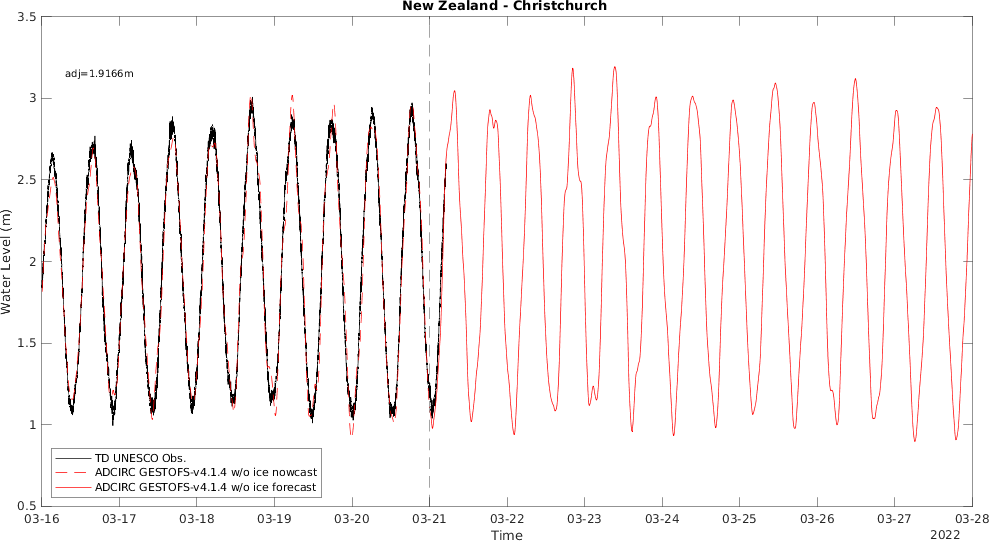 New Zealand - Christchurch
3.5
adj=1.9166m
3
2.5
2
1.5
1
0.5
Water Level (m)
TD UNESCO Obs.
ADCIRC GESTOFS-v4.1.4 w/o ice nowcast
ADCIRC GESTOFS-v4.1.4 w/o ice forecast
03-16 03-17 03-18 03-19 03-20 03-21 03-22 03-23 03-24 03-25 03-26 03-27 03-28
Time
2022